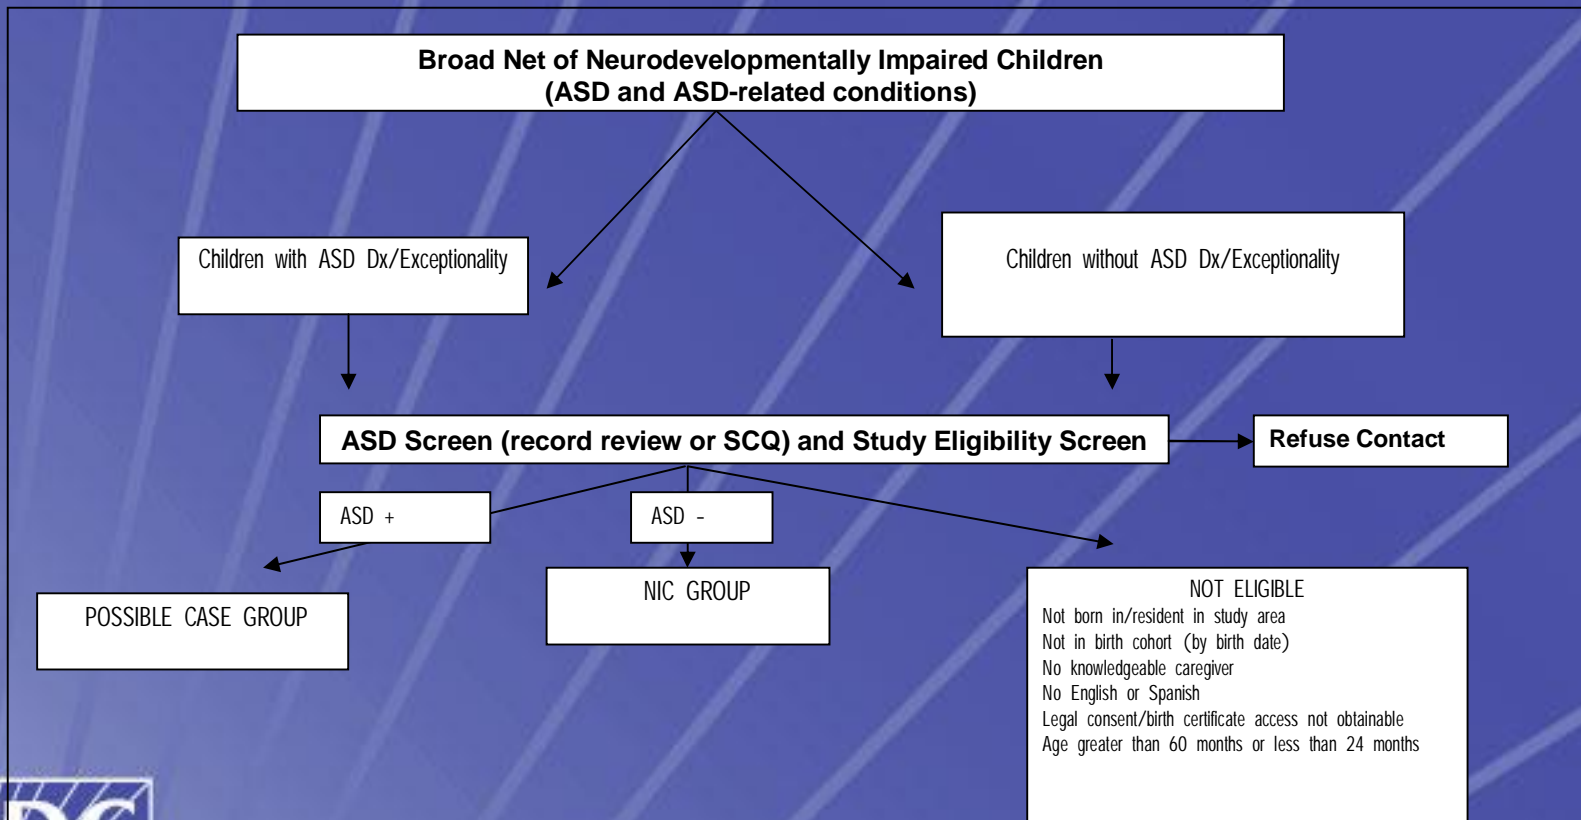 Broad Net of Neurodevelopmentally Impaired Children
(ASD and ASD-related conditions)
Children with ASD Dx/Exceptionality
Children without ASD Dx/Exceptionality
ASD Screen (record review or SCQ) and Study Eligibility Screen
Refuse Contact
ASD +
ASD -
POSSIBLE CASE GROUP
NIC GROUP
NOT ELIGIBLE
Not born in/resident in study area
Not in birth cohort (by birth date)
No knowledgeable caregiver
No English or Spanish
Legal consent/birth certificate access not obtainable
Age greater than 60 months or less than 24 months